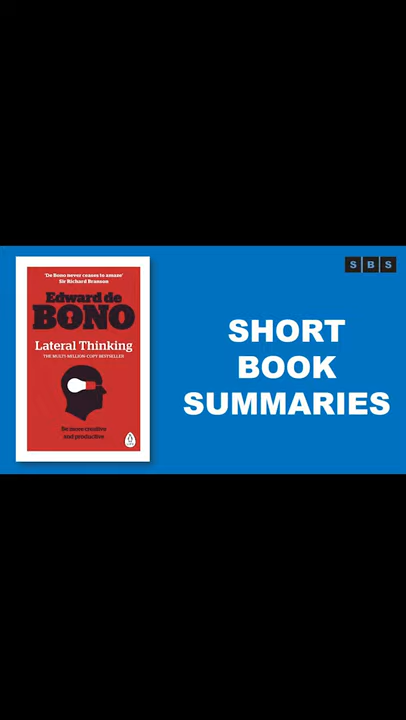 S B S
'De Bono never ceases to amaze'
Sir Richard Branson
Edward de
BONO
Lateral Thinking
THE MULTI-MILLION-COPY BESTSELLER
Be more creative
and productive
SHORT
BOOK
SUMMARIES